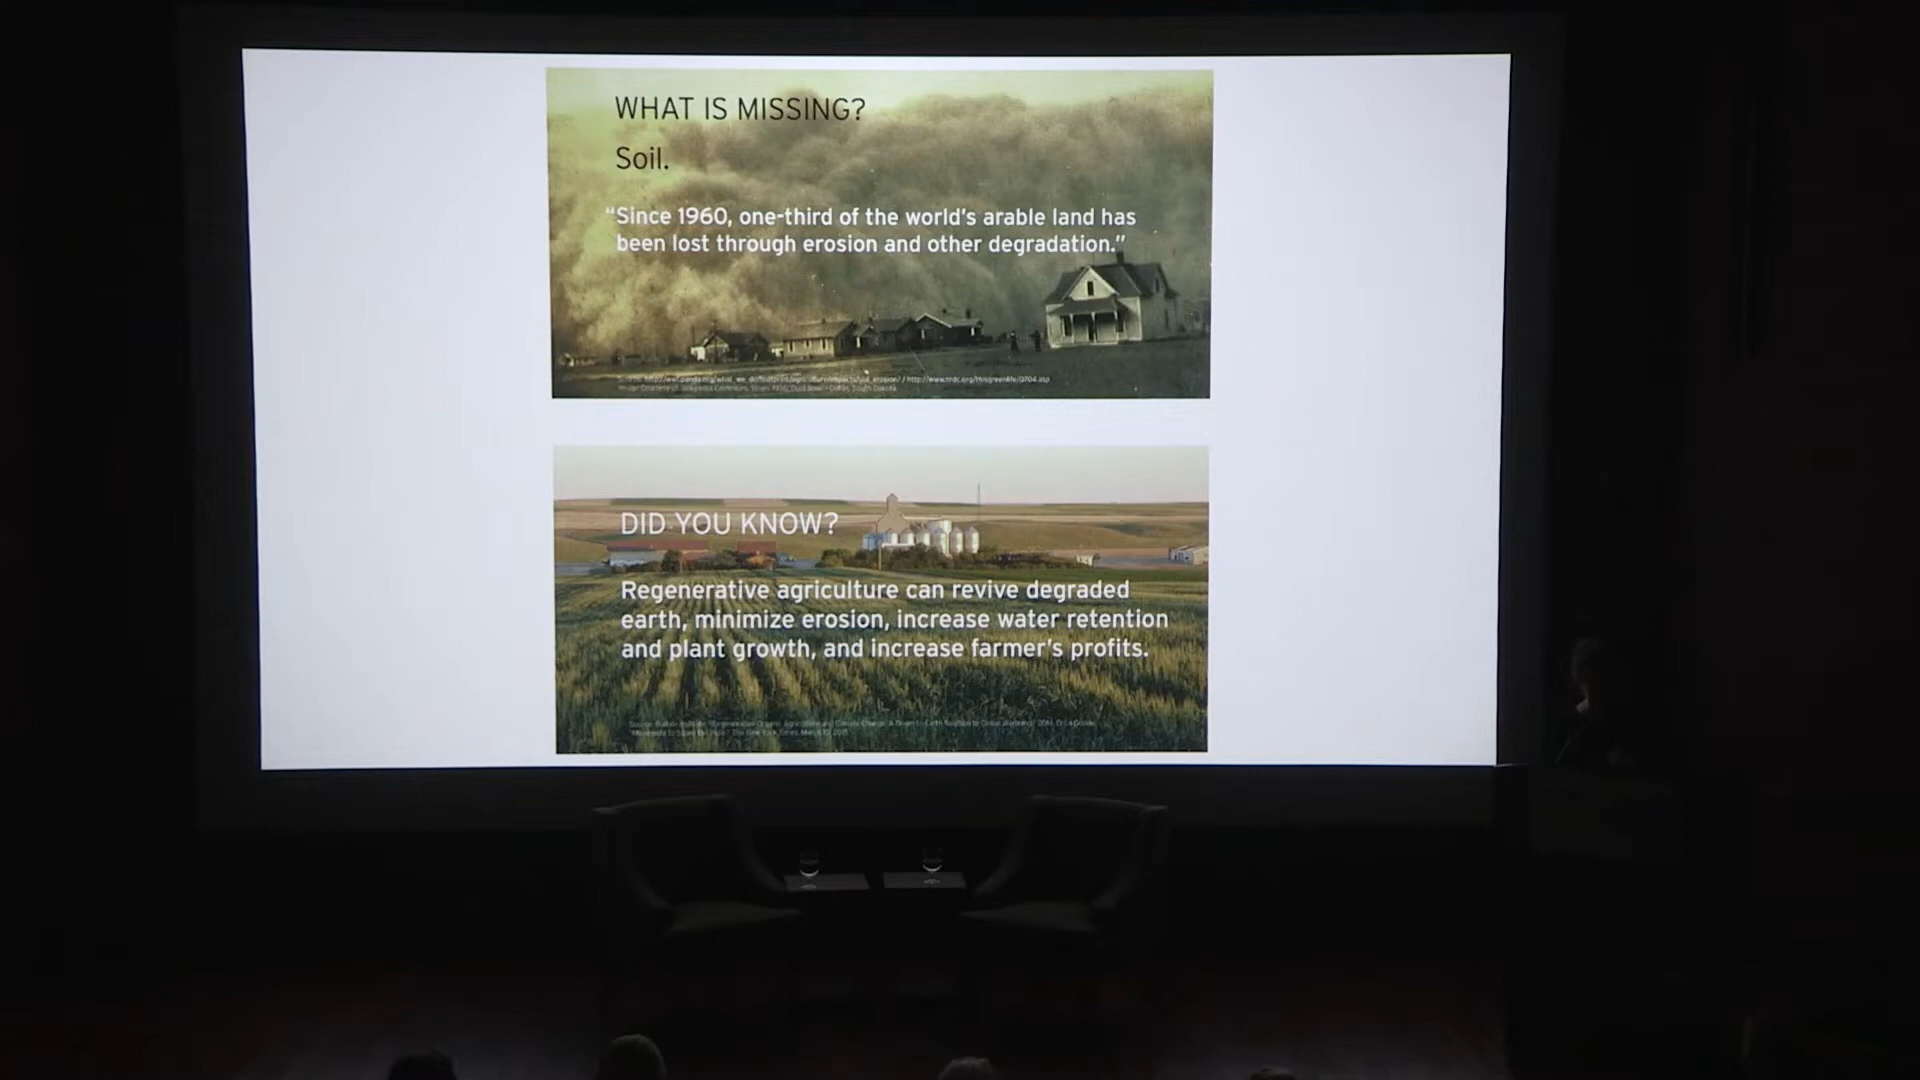 WHAT IS MISSING?
Soil.
“Since 1960, one-third of the world’s arable land has
been lost through erosion and other degradation.”
DID YOU KNOW?
Regenerative agriculture can revive degraded
earth, minimize erosion, increase water retention
and plant growth, and increase farmer’s profits.